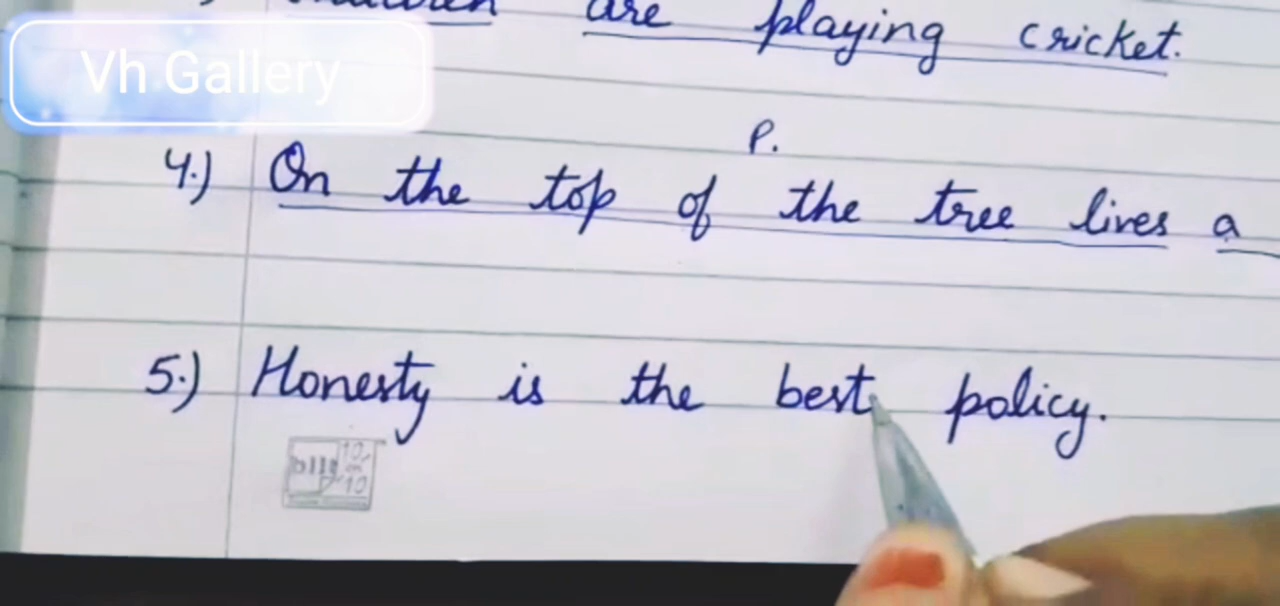 Vh Gallery
children are playing cricket.
P.
4.) On the top of the tree lives a
5.) Honesty is the best policy.